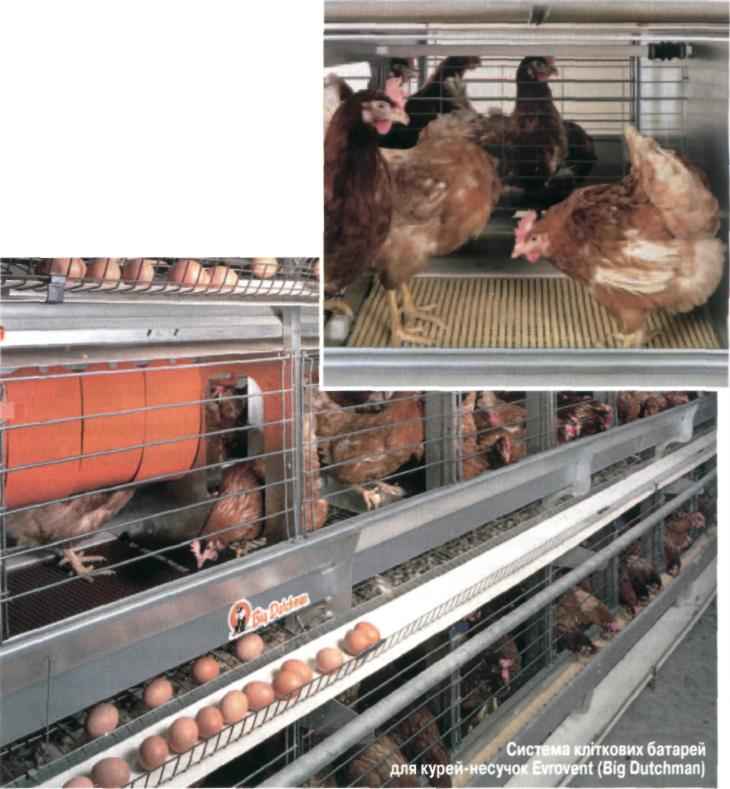 Big Dutchman
Система кліткових батарей
для курей-несучок Evrovent (Big Dutchman)